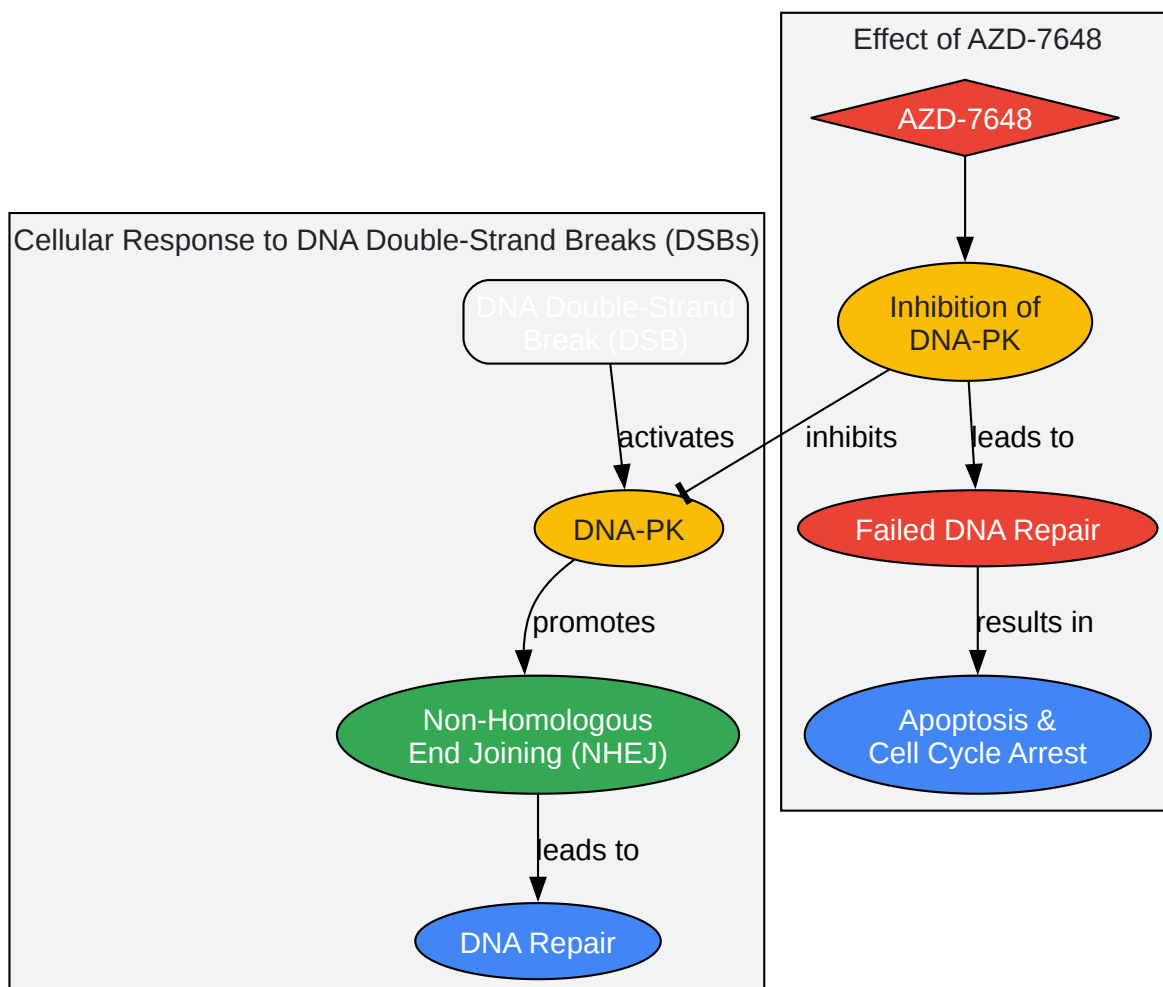 Effect of AZD-7648
AZD-7648
Cellular Response to DNA Double-Strand Breaks (DSBs)
DNA Double-Strand
Break (DSB)
Inhibition of
DNA-PK
activates
inhibits
leads to
DNA-PK
Failed DNA Repair
promotes
results in
Non-Homologous
End Joining (NHEJ)
Apoptosis &
Cell Cycle Arrest
leads to
DNA Repair